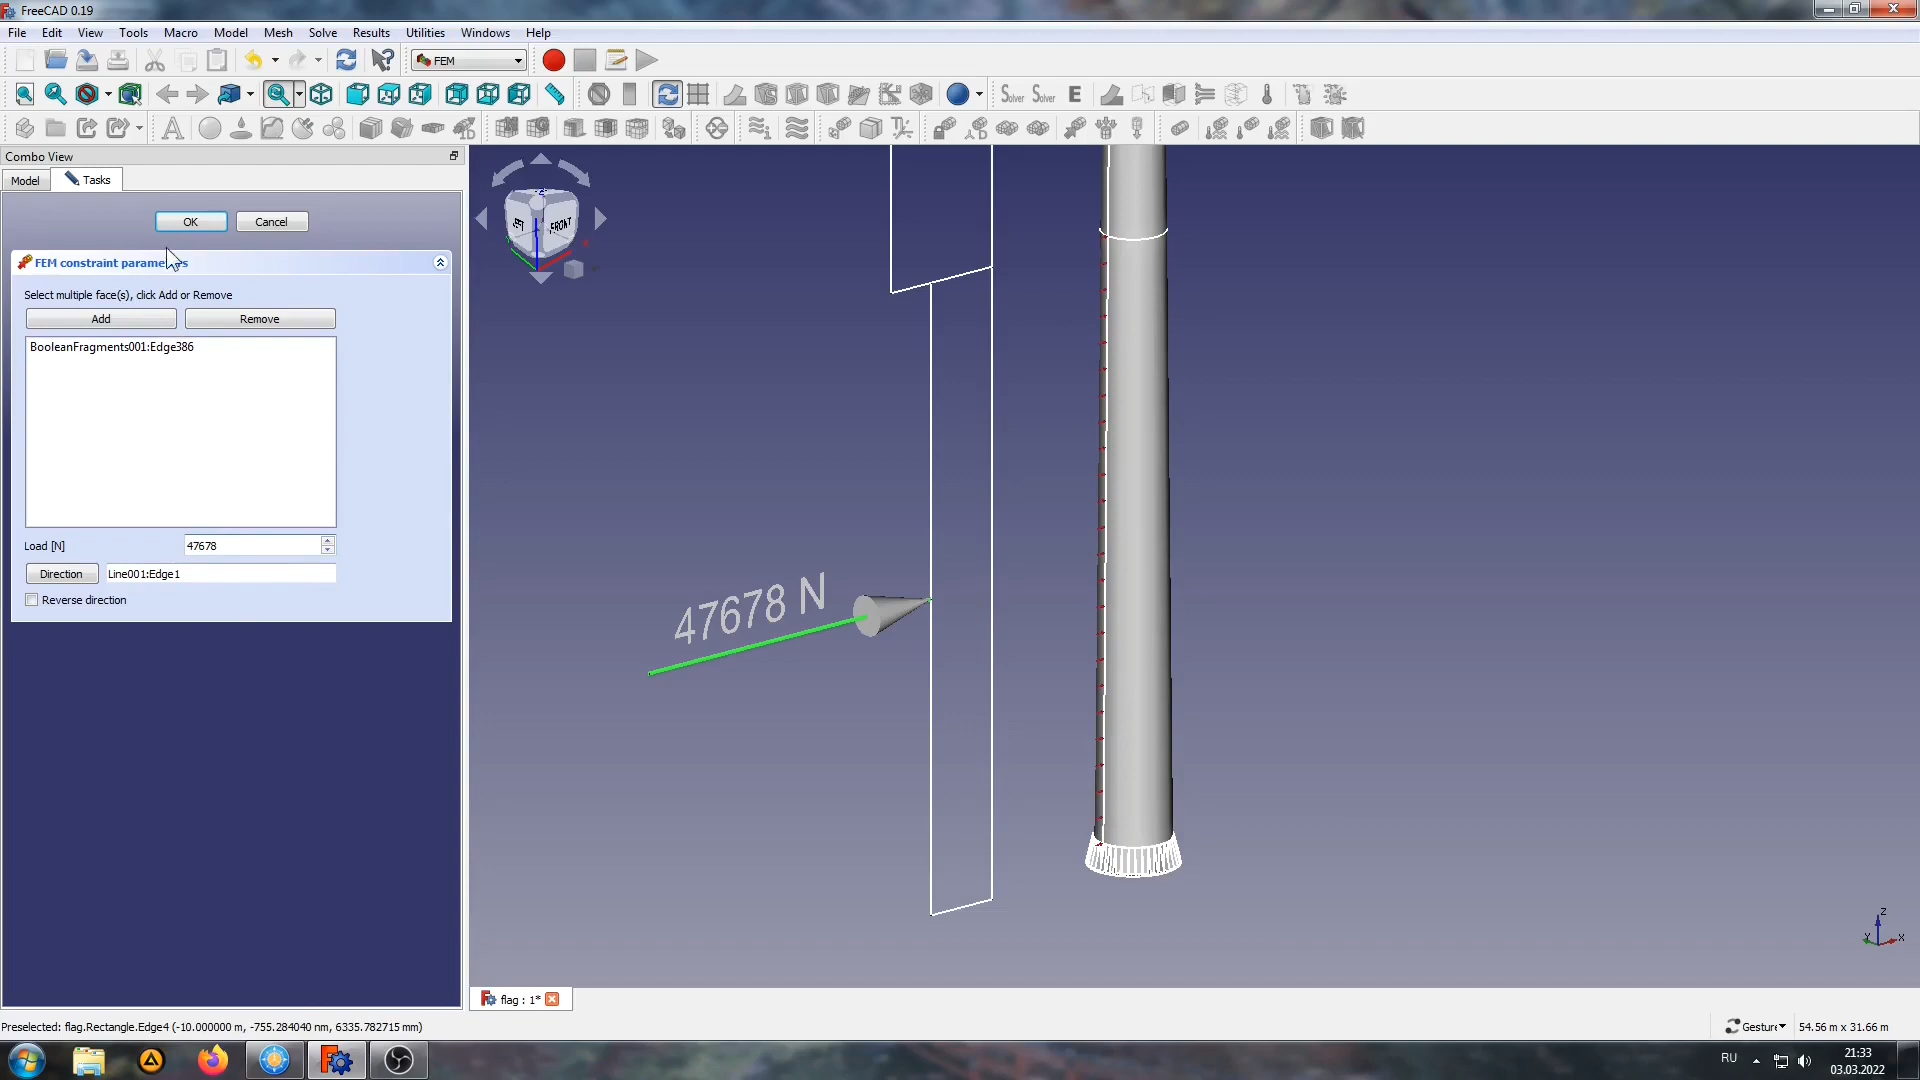 FreeCAD 0.19
File Edit View Tools Macro Model Mesh Solve Results Utilities Windows Help
FEM
Solver Solver E
Combo View
Model Tasks
OK Cancel
FRONT
FEM constraint parame s
Select multiple face(s), click Add or Remove
Add Remove
BooleanFragments001:Edge386
Load [N] 47678
Direction Line001:Edge1
Reverse direction
47678 N
Z
Y X
flag : 1*
Preselected: flag.Rectangle.Edge4 (-10.000000 m, -755.284040 nm, 6335.782715 mm)
Gesture 54.56 m x 31.66 m
RU
21:33
03.03.2022